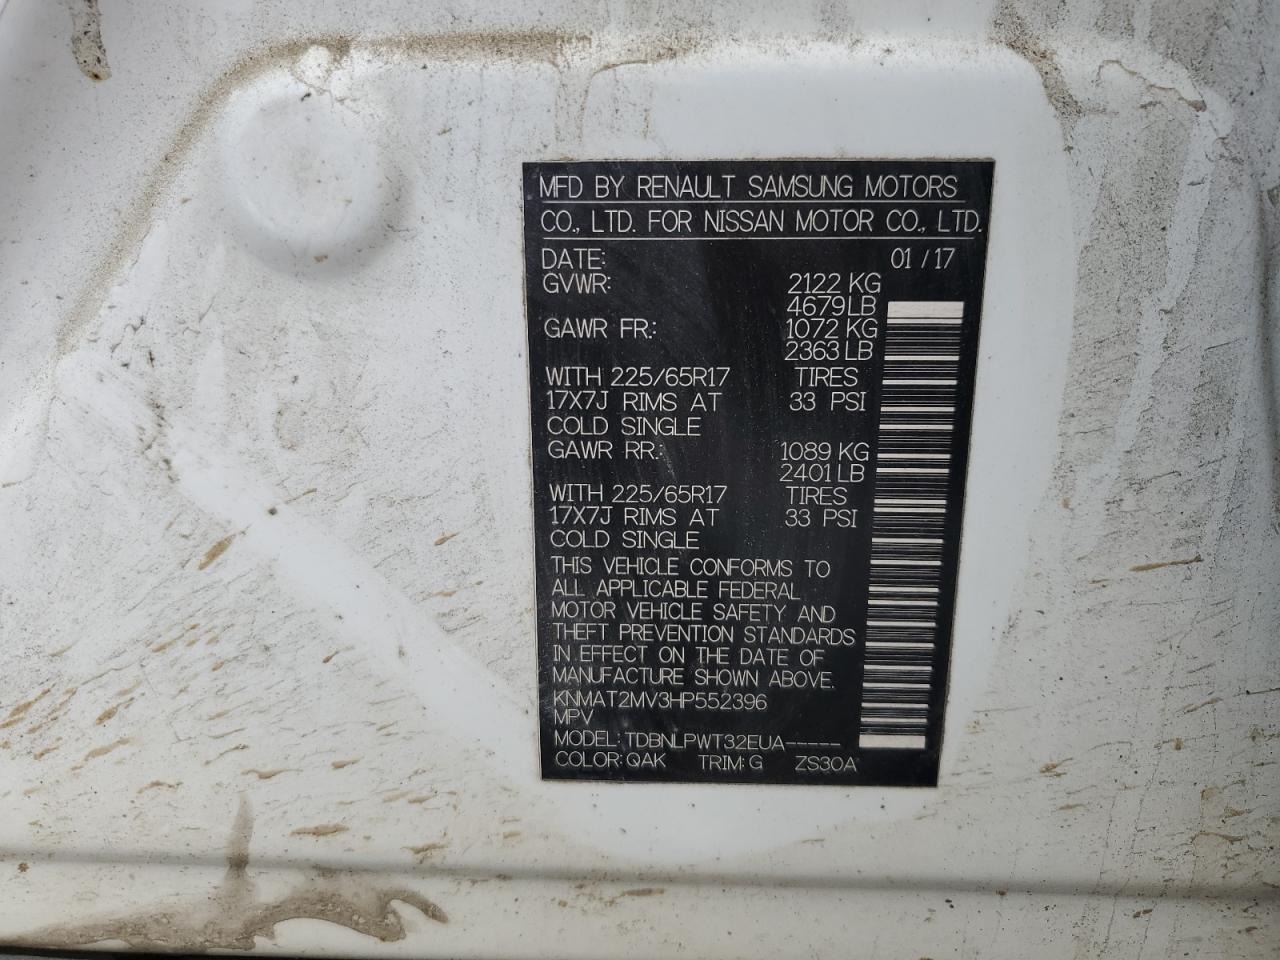 MFD BY RENAULT SAMSUNG MOTORS
CO., LTD. FOR NISSAN MOTOR CO., LTD.
DATE: 01 / 17
GVWR: 2122 KG
4679 LB
GAWR FR.: 1072 KG
2363 LB
WITH 225/65R17 TIRES
17X7J RIMS AT 33 PSI
COLD SINGLE
GAWR RR.: 1089 KG
2401 LB
WITH 225/65R17 TIRES
17X7J RIMS AT 33 PSI
COLD SINGLE
THIS VEHICLE CONFORMS TO
ALL APPLICABLE FEDERAL
MOTOR VEHICLE SAFETY AND
THEFT PREVENTION STANDARDS
IN EFFECT ON THE DATE OF
MANUFACTURE SHOWN ABOVE.
KNMAT2MV3HP552396
MPV
MODEL: TDBNLPWT32EUA-----
COLOR: QAK TRIM: G ZS30A